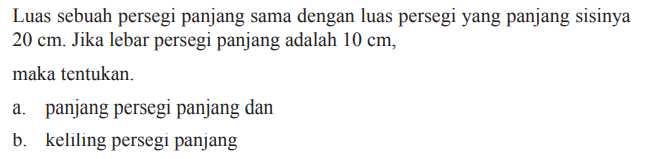 Luas sebuah persegi panjang sama dengan luas persegi yang panjang sisinya
20 cm. Jika lebar persegi panjang adalah 10 cm,
maka tentukan.
a. panjang persegi panjang dan
b. keliling persegi panjang